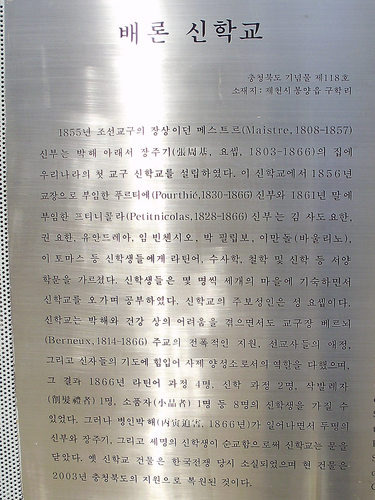 배론 신학교
충청북도 기념물 제118호
소재지: 제천시 봉양읍 구학리
1855년 조선교구의 장상이던 메스트르(Maistre,1808-1857)
신부는 박해 아래서 장주기(張周基, 요셉, 1803-1866)의 집에
우리나라의 첫 교구 신학교를 설립하였다. 이 신학교에서 1856년
교장으로 부임한 푸르티에(Pourthié,1830-1866) 신부와 1861년 말에
부임한 프티니콜라(Petitnicolas,1828-1866) 신부는 김 사도요한,
권 요한, 유안드레아, 임 빈첸시오, 박 필립보, 이만돌(바울리노),
이 토마스 등 신학생들에게 라틴어, 수사학, 철학 및 신학 등 서양
학문을 가르쳤다. 신학생들은 몇 명씩 세개의 마을에 기숙하면서
신학교를 오가며 공부하였다. 신학교의 주보성인은 성 요셉이다.
신학교는 박해와 건강 상의 어려움을 겪으면서도 교구장 베르뇌
(Berneux,1814-1866) 주교의 전폭적인 지원, 선교사들의 애정,
그리고 신자들의 기도에 힘입어 사제 양성소로서의 역할을 다했으며,
그 결과 1866년 라틴어 과정 4명, 신학 과정 2명, 삭발례자
(削髮禮者) 1명, 소품자(小品者) 1명 등 8명의 신학생을 가질 수
있었다. 그러나 병인박해(丙寅迫害, 1866年)가 일어나면서 두명의
신부와 장주기, 그리고 세명의 신학생이 순교함으로써 신학교는 문을
닫았다. 옛 신학교 건물은 한국전쟁 당시 소실되었으며 현 건물은
2003년 충청북도의 지원으로 복원된 것이다.